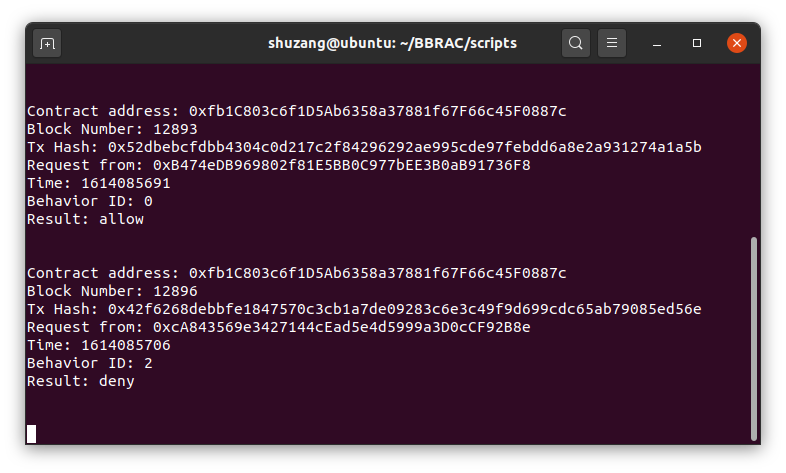 shuzang@ubuntu: ~/BBRAC/scripts
Contract address: 0xfb1C803c6f1D5Ab6358a37881f67F66c45F0887c
Block Number: 12893
Tx Hash: 0x52dbebcfdbb4304c0d217c2f84296292ae995cde97febdd6a8e2a931274a1a5b
Request from: 0xB474eDB969802f81E5BB0C977bEE3B0aB91736F8
Time: 1614085691
Behavior ID: 0
Result: allow
Contract address: 0xfb1C803c6f1D5Ab6358a37881f67F66c45F0887c
Block Number: 12896
Tx Hash: 0x42f6268debbfe1847570c3cb1a7de09283c6e3c49f9d699cdc65ab79085ed56e
Request from: 0xcA843569e3427144cEad5e4d5999a3D0cCF92B8e
Time: 1614085706
Behavior ID: 2
Result: deny